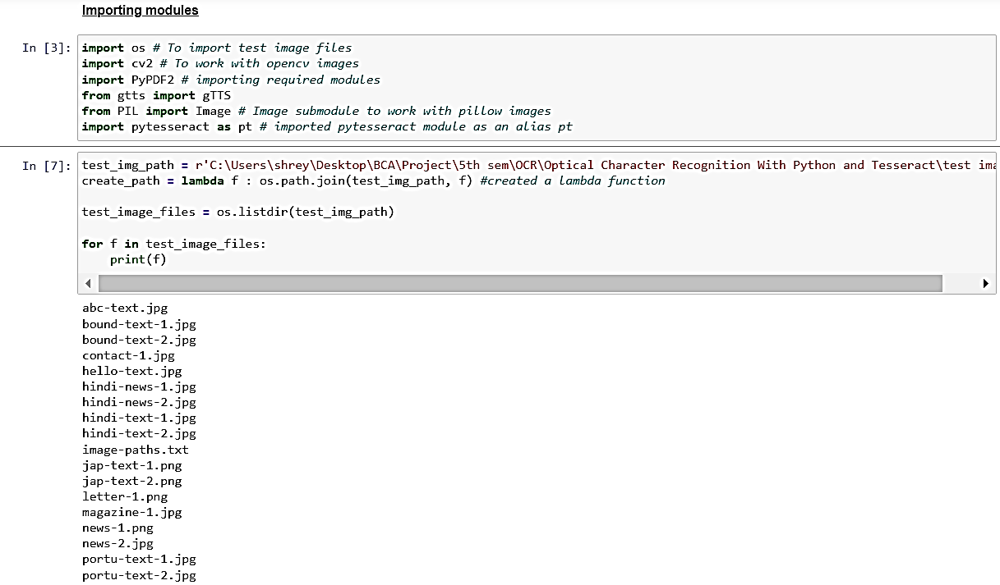 Importing modules
In [3]: import os # To import test image files
import cv2 # To work with opencv images
import PyPDF2 # importing required modules
from gtts import gTTS
from PIL import Image # Image submodule to work with pillow images
import pytesseract as pt # imported pytesseract module as an alias pt
In [7]: test_img_path = r'C:\Users\shrey\Desktop\BCA\Project\5th sem\OCR\Optical Character Recognition With Python and Tesseract\test ima
create_path = lambda f : os.path.join(test_img_path, f) #created a lambda function
test_image_files = os.listdir(test_img_path)
for f in test_image_files:
    print(f)
abc-text.jpg
bound-text-1.jpg
bound-text-2.jpg
contact-1.jpg
hello-text.jpg
hindi-news-1.jpg
hindi-news-2.jpg
hindi-text-1.jpg
hindi-text-2.jpg
image-paths.txt
jap-text-1.png
jap-text-2.png
letter-1.png
magazine-1.jpg
news-1.png
news-2.jpg
portu-text-1.jpg
portu-text-2.jpg